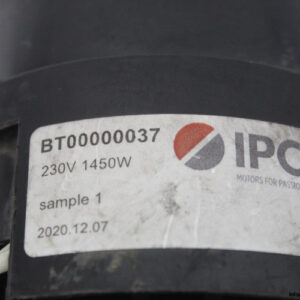 BT00000037
230V 1450W
sample 1
2020.12.07
IPC
MOTORS FOR PASSION